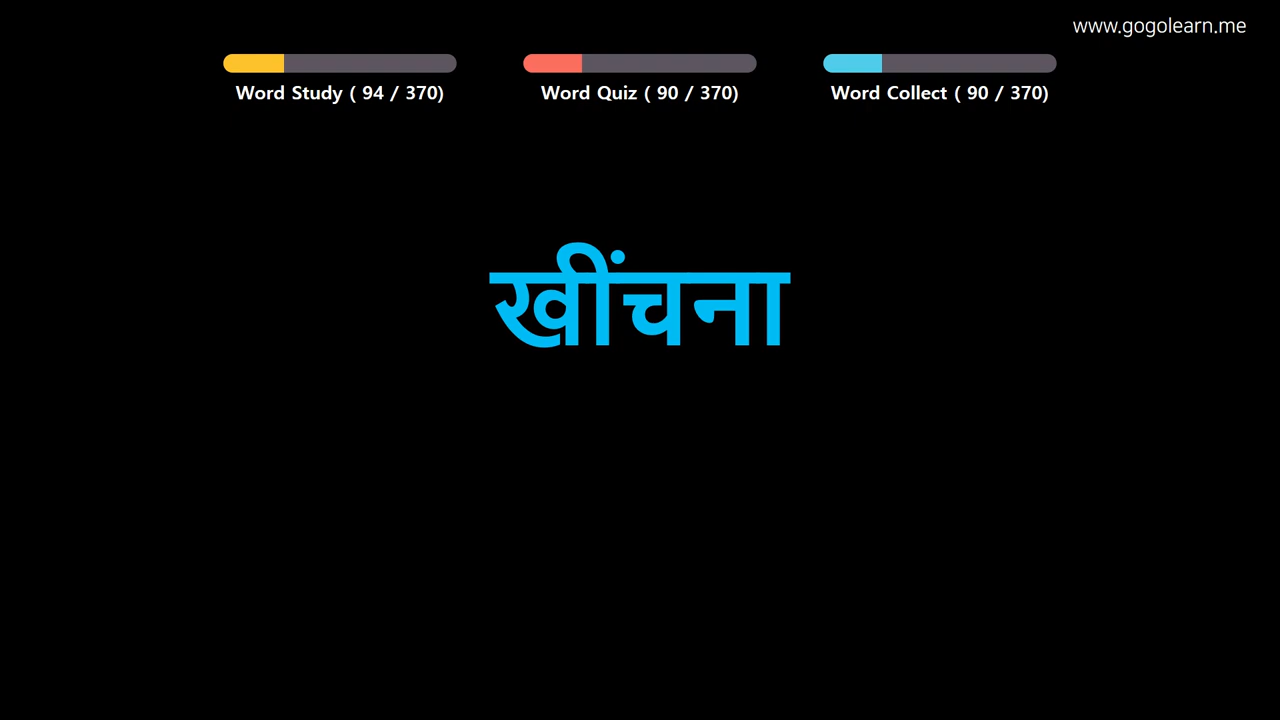 www.gogolearn.me
Word Study ( 94 / 370)
Word Quiz ( 90 / 370)
Word Collect ( 90 / 370)
खींचना